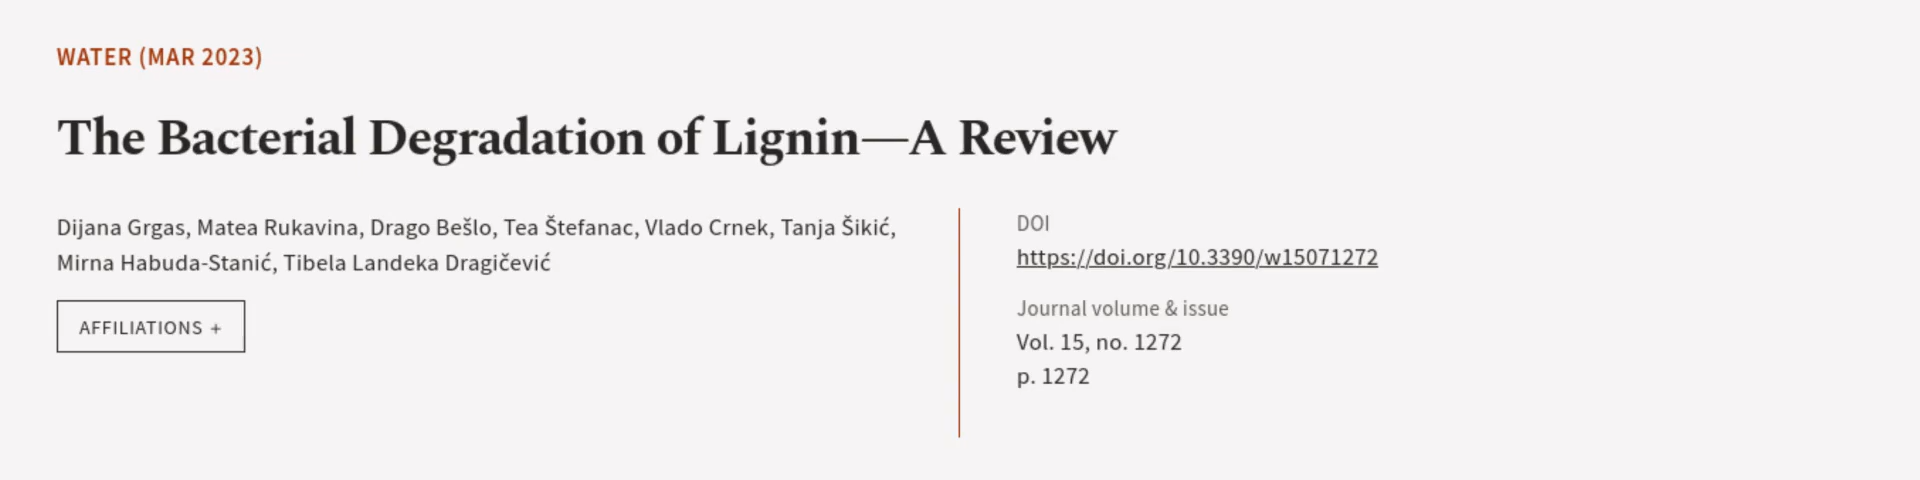 WATER (MAR 2023)
The Bacterial Degradation of Lignin—A Review
Dijana Grgas, Matea Rukavina, Drago Bešlo, Tea Štefanac, Vlado Crnek, Tanja Šikić,
Mirna Habuda-Stanić, Tibela Landeka Dragičević
AFFILIATIONS +
DOI
https://doi.org/10.3390/w15071272
Journal volume & issue
Vol. 15, no. 1272
p. 1272